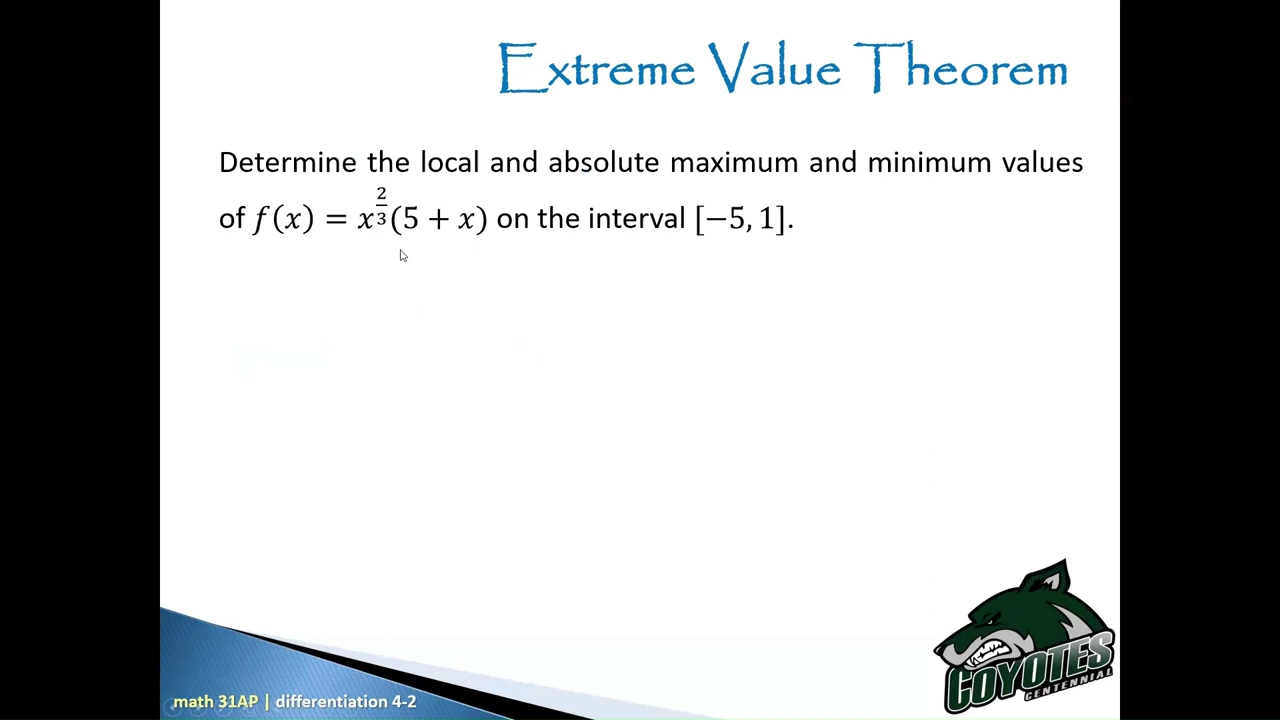 Extreme Value Theorem
Determine the local and absolute maximum and minimum values
of f(x) = x^(2/3)(5 + x) on the interval [−5, 1].
COYOTES
CENTENNIAL
math 31AP | differentiation 4-2